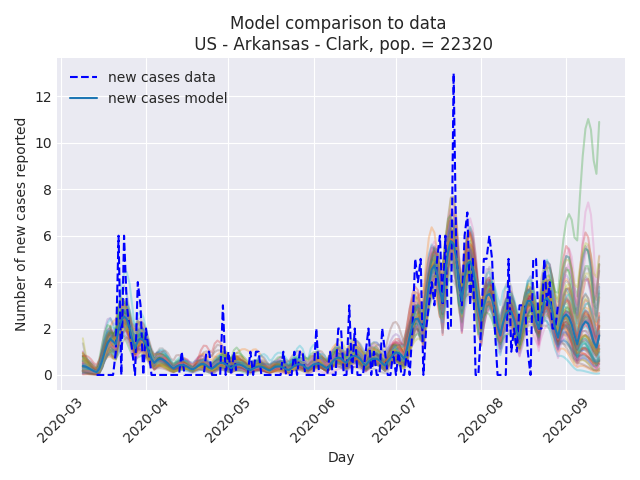 Model comparison to data
US - Arkansas - Clark, pop. = 22320
new cases data
new cases model
Number of new cases reported
12
10
8
6
4
2
0
2020-03
2020-04
2020-05
2020-06
2020-07
2020-08
2020-09
Day